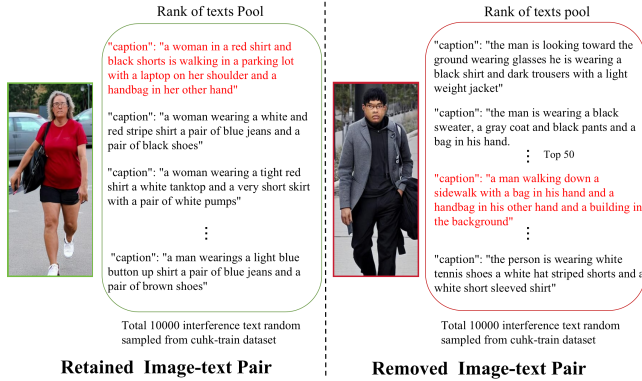 Rank of texts Pool
"caption": "a woman in a red shirt and
black shorts is walking in a parking lot
with a laptop on her shoulder and a
handbag in her other hand"
"caption": "a woman wearing a white and
red stripe shirt a pair of blue jeans and a
pair of black shoes"
"caption": "a woman wearing a tight red
shirt a white tanktop and a very short skirt
with a pair of white pumps"
"caption": "a man wearings a light blue
button up shirt a pair of blue jeans and a
pair of brown shoes"
Total 10000 interference text random
sampled from cuhk-train dataset
Retained Image-text Pair
Rank of texts pool
"caption": "the man is looking toward the
ground wearing glasses he is wearing a
black shirt and dark trousers with a light
weight jacket"
"caption": "the man is wearing a black
sweater, a gray coat and black pants and a
bag in his hand.
Top 50
"caption": "a man walking down a
sidewalk with a bag in his hand and a
handbag in his other hand and a building in
the background"
"caption": "the person is wearing white
tennis shoes a white hat striped shorts and a
white short sleeved shirt"
Total 10000 interference text random
sampled from cuhk-train dataset
Removed Image-text Pair